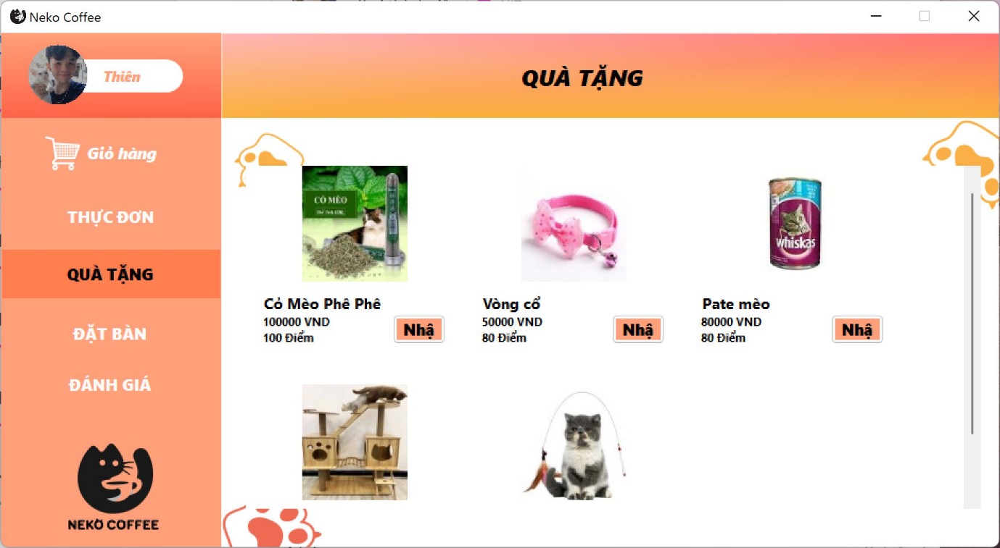 Neko Coffee
Thiên
QUÀ TẶNG
Giỏ hàng
THỰC ĐƠN
QUÀ TẶNG
ĐẶT BÀN
ĐÁNH GIÁ
NEKO COFFEE
CỎ MÈO
whiskas
Cỏ Mèo Phê Phê
100000 VND
100 Điểm
Nhậ
Vòng cổ
50000 VND
80 Điểm
Nhậ
Pate mèo
80000 VND
80 Điểm
Nhậ